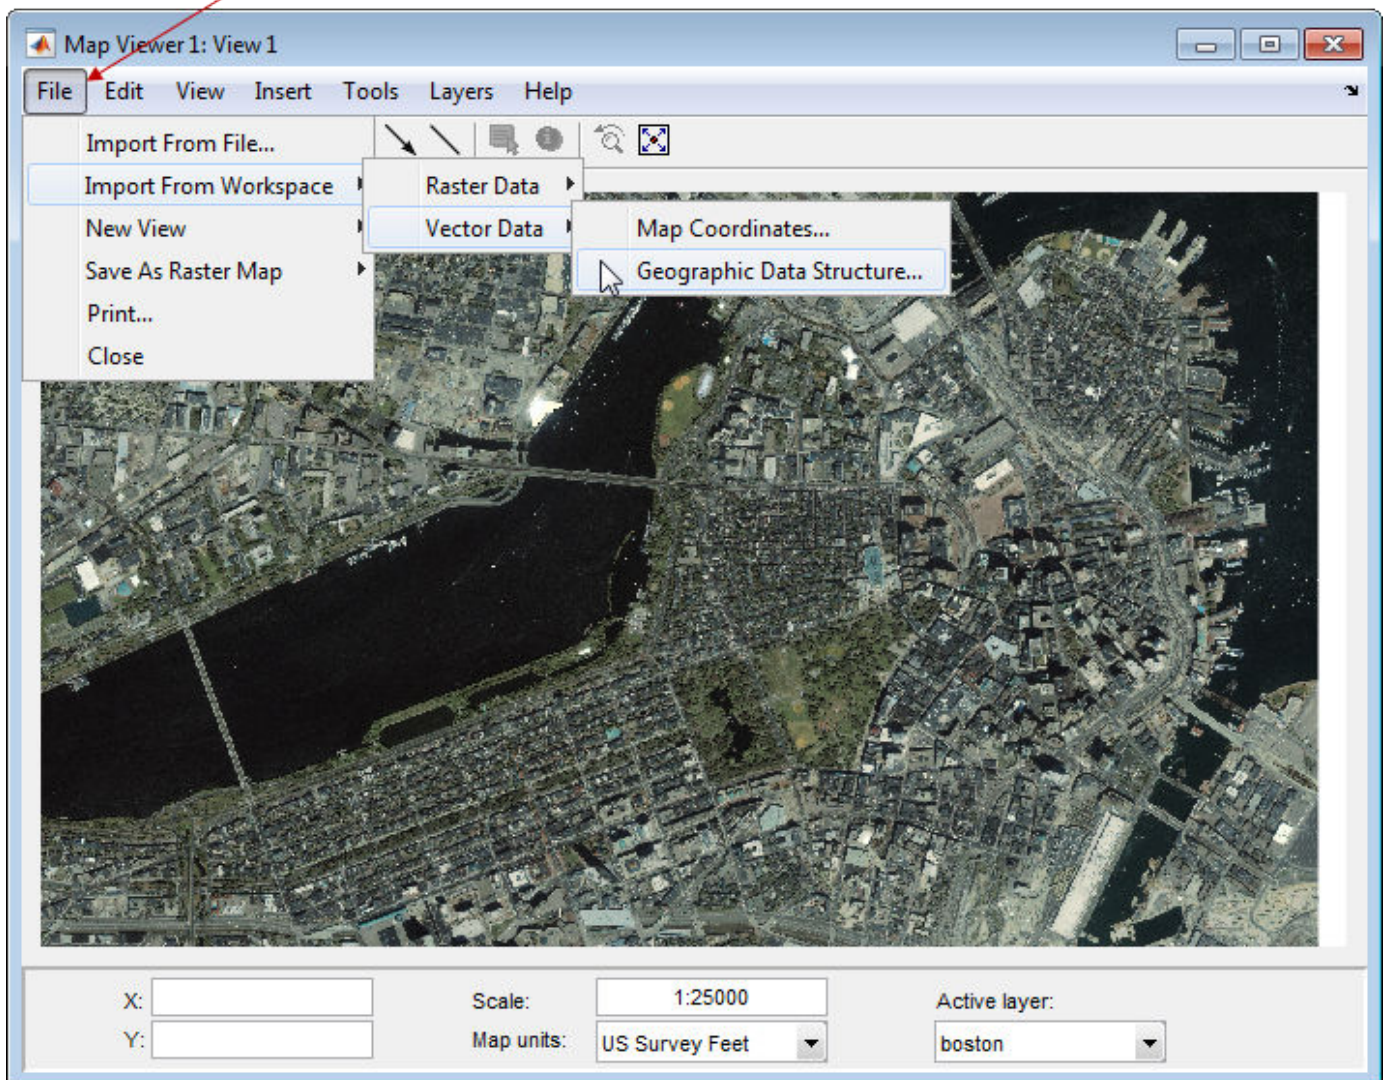 Map Viewer 1: View 1
File Edit View Insert Tools Layers Help
Import From File...
Import From Workspace
New View
Save As Raster Map
Print...
Close
Raster Data
Vector Data
Map Coordinates...
Geographic Data Structure...
X:
Y:
Scale: 1:25000
Map units: US Survey Feet
Active layer:
boston